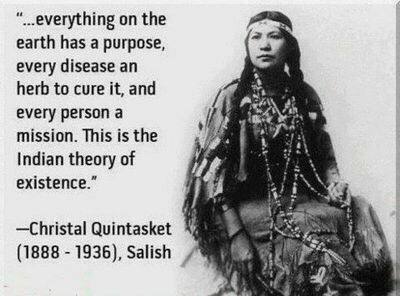 “...everything on the
earth has a purpose,
every disease an
herb to cure it, and
every person a
mission. This is the
Indian theory of
existence.”
—Christal Quintasket
(1888 - 1936), Salish